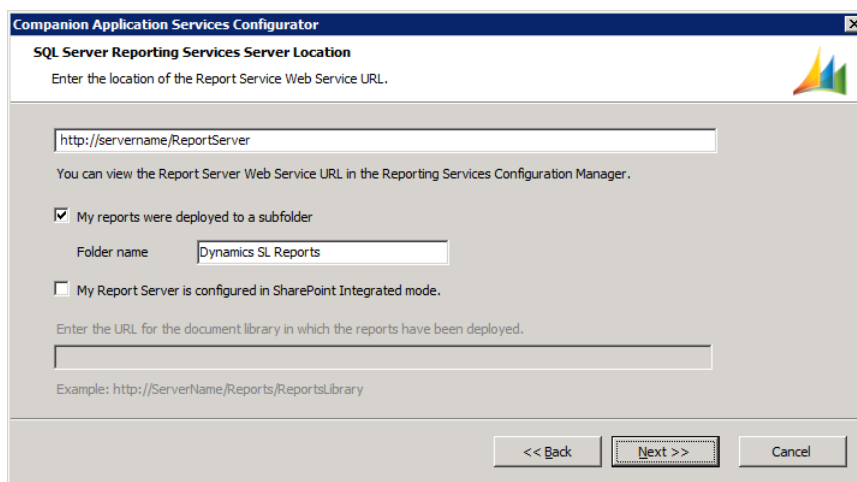 Companion Application Services Configurator
SQL Server Reporting Services Server Location
Enter the location of the Report Service Web Service URL.
http://servername/ReportServer
You can view the Report Server Web Service URL in the Reporting Services Configuration Manager.
My reports were deployed to a subfolder
Folder name
Dynamics SL Reports
My Report Server is configured in SharePoint Integrated mode.
Enter the URL for the document library in which the reports have been deployed.
Example: http://ServerName/Reports/ReportsLibrary
<< Back
Next >>
Cancel